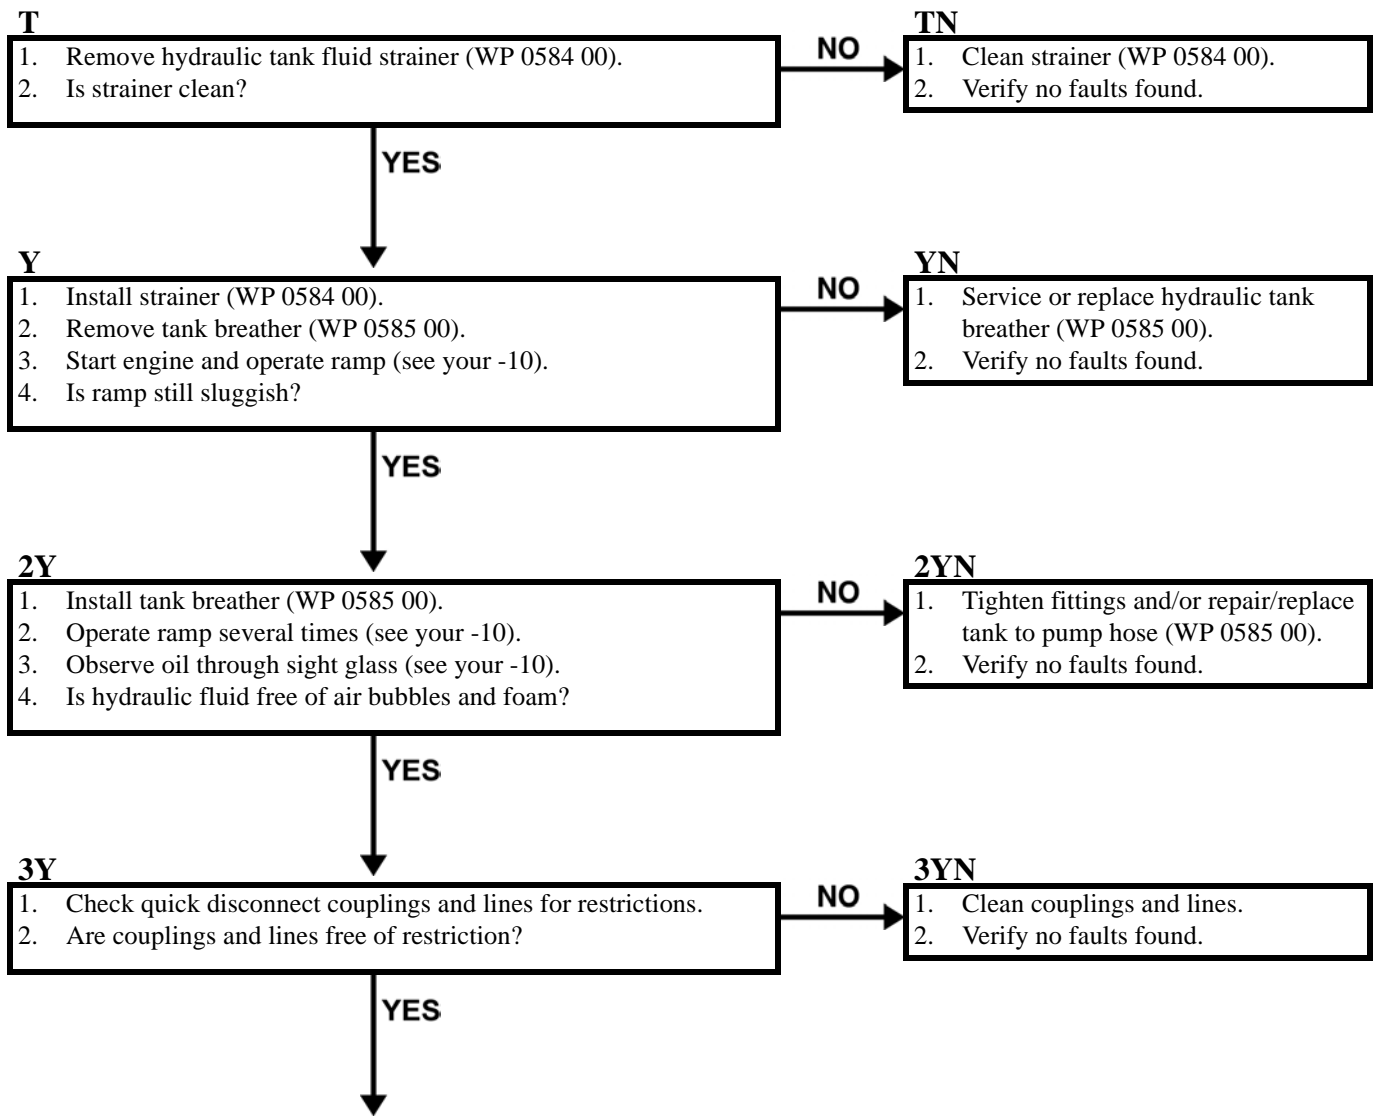 T
1. Remove hydraulic tank fluid strainer (WP 0584 00).
2. Is strainer clean?
NO
TN
1. Clean strainer (WP 0584 00).
2. Verify no faults found.
YES
Y
1. Install strainer (WP 0584 00).
2. Remove tank breather (WP 0585 00).
3. Start engine and operate ramp (see your -10).
4. Is ramp still sluggish?
NO
YN
1. Service or replace hydraulic tank
breather (WP 0585 00).
2. Verify no faults found.
YES
2Y
1. Install tank breather (WP 0585 00).
2. Operate ramp several times (see your -10).
3. Observe oil through sight glass (see your -10).
4. Is hydraulic fluid free of air bubbles and foam?
NO
2YN
1. Tighten fittings and/or repair/replace
tank to pump hose (WP 0585 00).
2. Verify no faults found.
YES
3Y
1. Check quick disconnect couplings and lines for restrictions.
2. Are couplings and lines free of restriction?
NO
3YN
1. Clean couplings and lines.
2. Verify no faults found.
YES